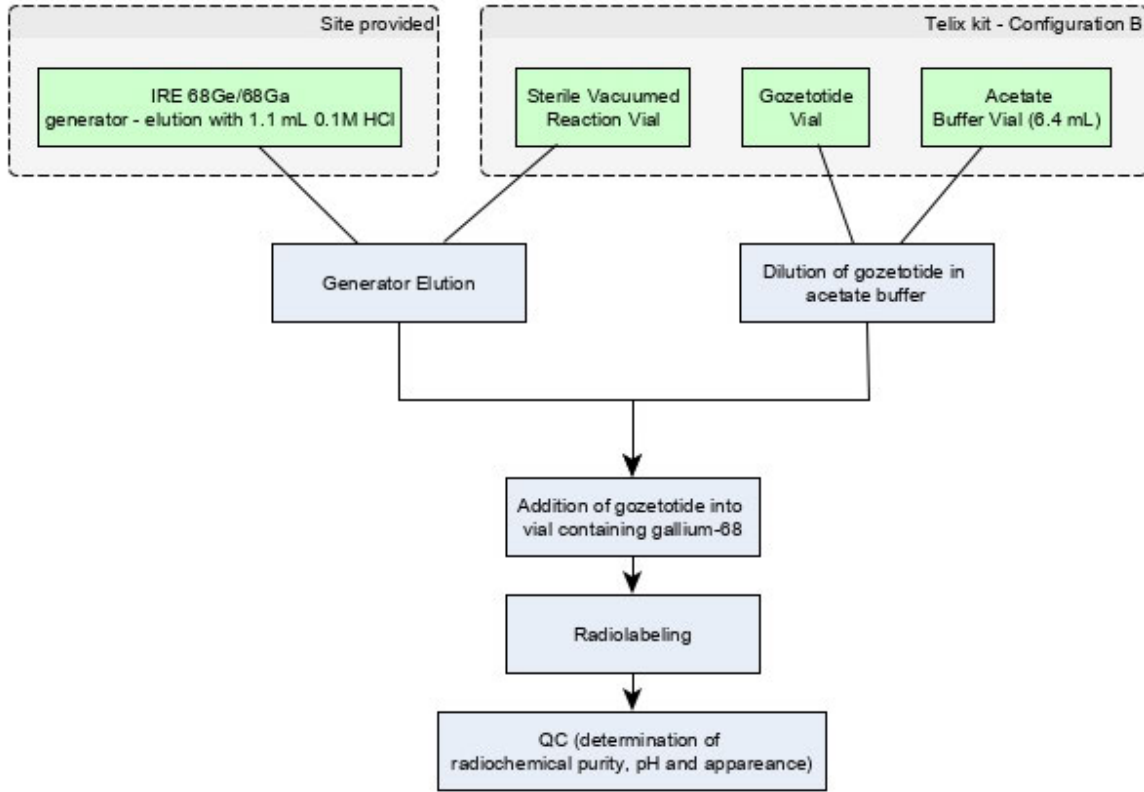 Site provided
Telix kit - Configuration B
IRE 68Ge/68Ga
generator - elution with 1.1 mL 0.1M HCl
Sterile Vacuumed
Reaction Vial
Gozetotide
Vial
Acetate
Buffer Vial (6.4 mL)
Generator Elution
Dilution of gozetotide in
acetate buffer
Addition of gozetotide into
vial containing gallium-68
Radiolabeling
QC (determination of
radiochemical purity, pH and appareance)